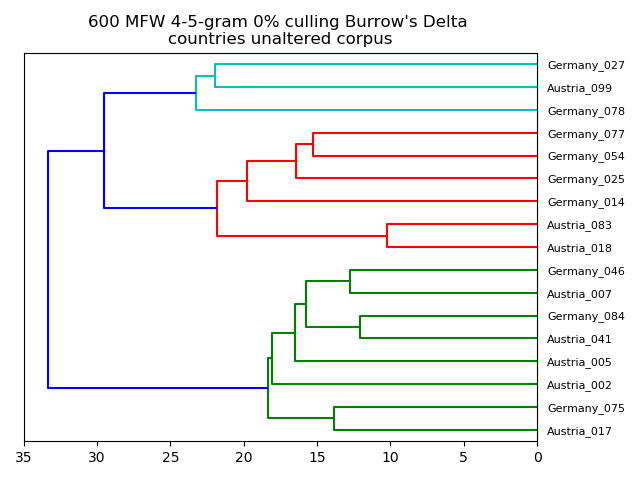 600 MFW 4-5-gram 0% culling Burrow's Delta
countries unaltered corpus
Germany_027
Austria_099
Germany_078
Germany_077
Germany_054
Germany_025
Germany_014
Austria_083
Austria_018
Germany_046
Austria_007
Germany_084
Austria_041
Austria_005
Austria_002
Germany_075
Austria_017
35 30 25 20 15 10 5 0